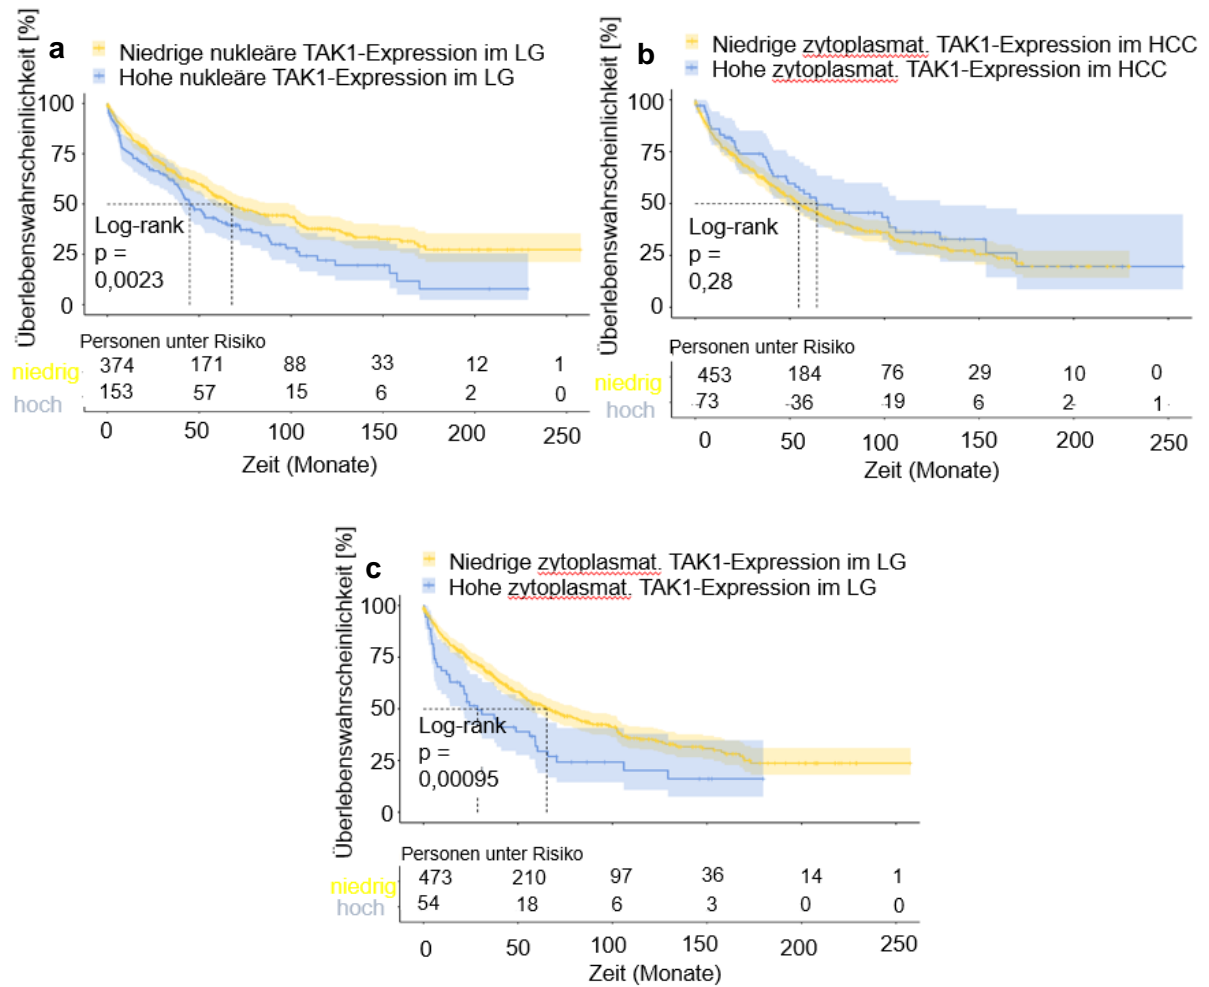 a
Niedrige nukleäre TAK1-Expression im LG
Hohe nukleäre TAK1-Expression im LG
Überlebenswahrscheinlichkeit [%]
100
75
50
25
0
Log-rank
p =
0,0023
Personen unter Risiko
niedrig 374 171 88 33 12 1
hoch 153 57 15 6 2 0
0 50 100 150 200 250
Zeit (Monate)
b
Niedrige zytoplasmat. TAK1-Expression im HCC
Hohe zytoplasmat. TAK1-Expression im HCC
Überlebenswahrscheinlichkeit [%]
100
75
50
25
0
Log-rank
p =
0,28
Personen unter Risiko
niedrig 453 184 76 29 10 0
hoch 73 36 19 6 2 1
0 50 100 150 200 250
Zeit (Monate)
c
Niedrige zytoplasmat. TAK1-Expression im LG
Hohe zytoplasmat. TAK1-Expression im LG
Überlebenswahrscheinlichkeit [%]
100
75
50
25
0
Log-rank
p =
0,00095
Personen unter Risiko
niedrig 473 210 97 36 14 1
hoch 54 18 6 3 0 0
0 50 100 150 200 250
Zeit (Monate)